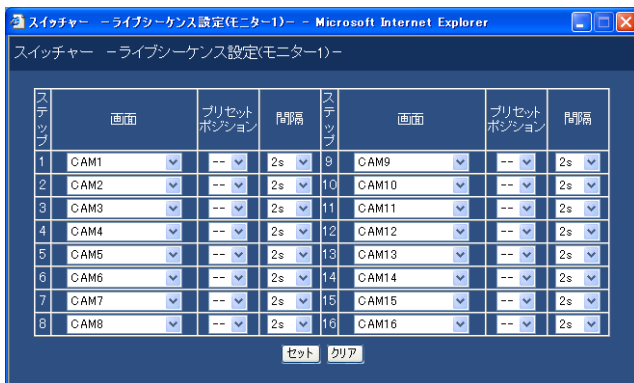 スイッチャー －ライブシーケンス設定(モニター1)－ - Microsoft Internet Explorer
スイッチャー －ライブシーケンス設定(モニター1)－
ステップ 画面 プリセットポジション 間隔 ステップ 画面 プリセットポジション 間隔
1 CAM1 -- 2s 9 CAM9 -- 2s
2 CAM2 -- 2s 10 CAM10 -- 2s
3 CAM3 -- 2s 11 CAM11 -- 2s
4 CAM4 -- 2s 12 CAM12 -- 2s
5 CAM5 -- 2s 13 CAM13 -- 2s
6 CAM6 -- 2s 14 CAM14 -- 2s
7 CAM7 -- 2s 15 CAM15 -- 2s
8 CAM8 -- 2s 16 CAM16 -- 2s
セット クリア